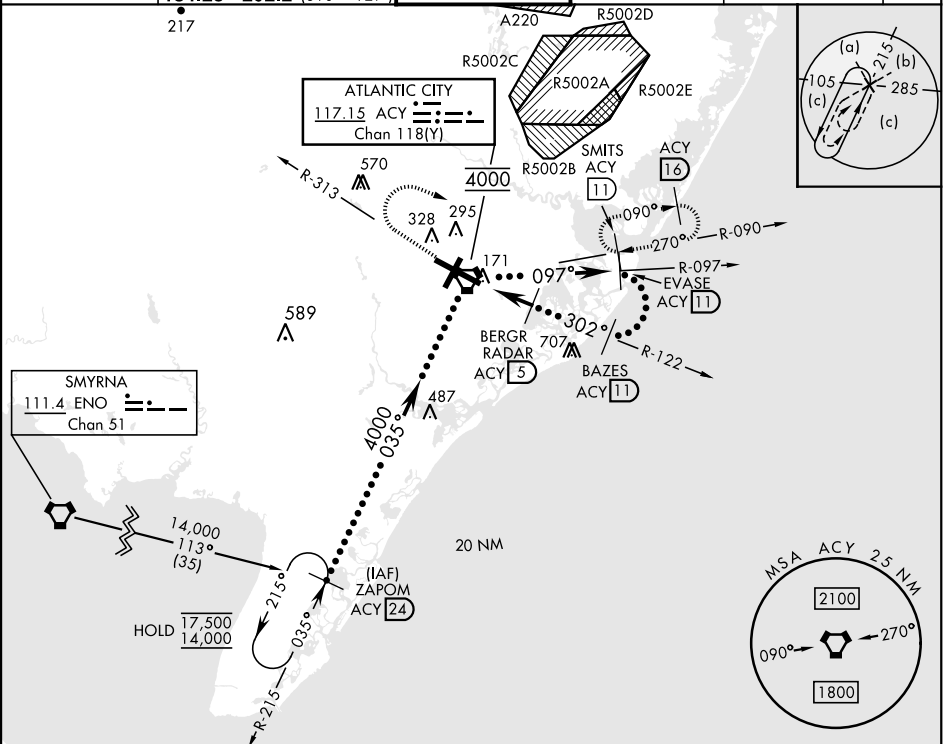 217
A220
R5002D
R5002C
R5002A
R5002E
R5002B
ATLANTIC CITY
117.15 ACY
Chan 118(Y)
(a)
215
(b)
105
285
(c)
(c)
SMITS
ACY
11
ACY
16
4000
R-313
570
328
295
171
090°
270°
R-090
097°
R-097
EVASE
ACY 11
589
BERGR
RADAR
ACY 5
302°
707
R-122
BAZES
ACY 11
SMYRNA
111.4 ENO
Chan 51
487
4000
035°
14,000
113°
(35)
20 NM
(IAF)
ZAPOM
ACY 24
215°
035°
HOLD 17,500
14,000
R-215
MSA ACY 25 NM
2100
090°
270°
1800